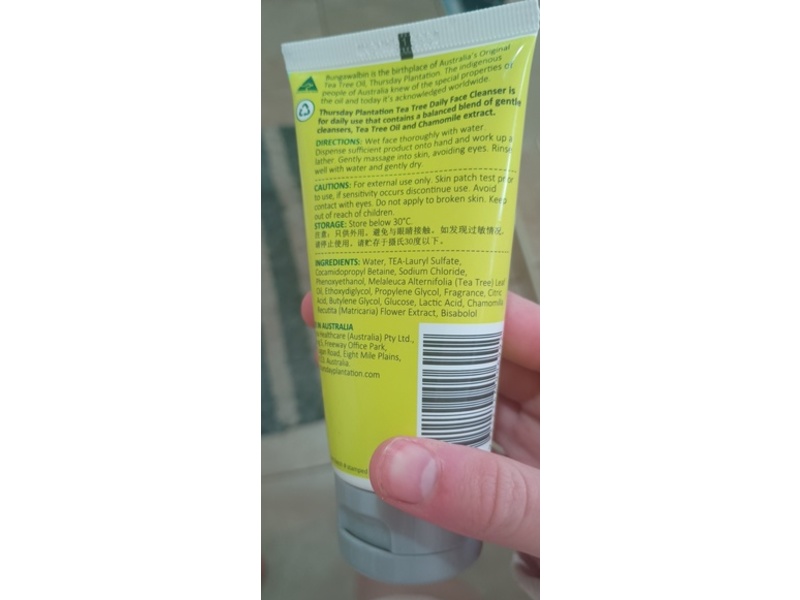 Bungawalbin is the birthplace of Australia's Original
Tea Tree Oil, Thursday Plantation. The indigenous
people of Australia knew of the special properties of
the oil and today it's acknowledged worldwide.
Thursday Plantation Tea Tree Daily Face Cleanser is
for daily use that contains a balanced blend of gentle
cleansers, Tea Tree Oil and Chamomile extract.
DIRECTIONS: Wet face thoroughly with water.
Dispense sufficient product onto hand and work up a
lather. Gently massage into skin, avoiding eyes. Rinse
well with water and gently dry.
CAUTIONS: For external use only. Skin patch test prior
to use, if sensitivity occurs discontinue use. Avoid
contact with eyes. Do not apply to broken skin. Keep
out of reach of children.
STORAGE: Store below 30°C.
注意：只供外用。避免与眼睛接触。如发现过敏情况，
请停止使用。请贮存于摄氏30度以下。
INGREDIENTS: Water, TEA-Lauryl Sulfate,
Cocamidopropyl Betaine, Sodium Chloride,
Phenoxyethanol, Melaleuca Alternifolia (Tea Tree) Leaf
Oil, Ethoxydiglycol, Propylene Glycol, Fragrance, Citric
Acid, Butylene Glycol, Glucose, Lactic Acid, Chamomilla
Recutita (Matricaria) Flower Extract, Bisabolol
IN AUSTRALIA
Healthcare (Australia) Pty Ltd.,
Freeway Office Park,
Road, Eight Mile Plains,
Australia.